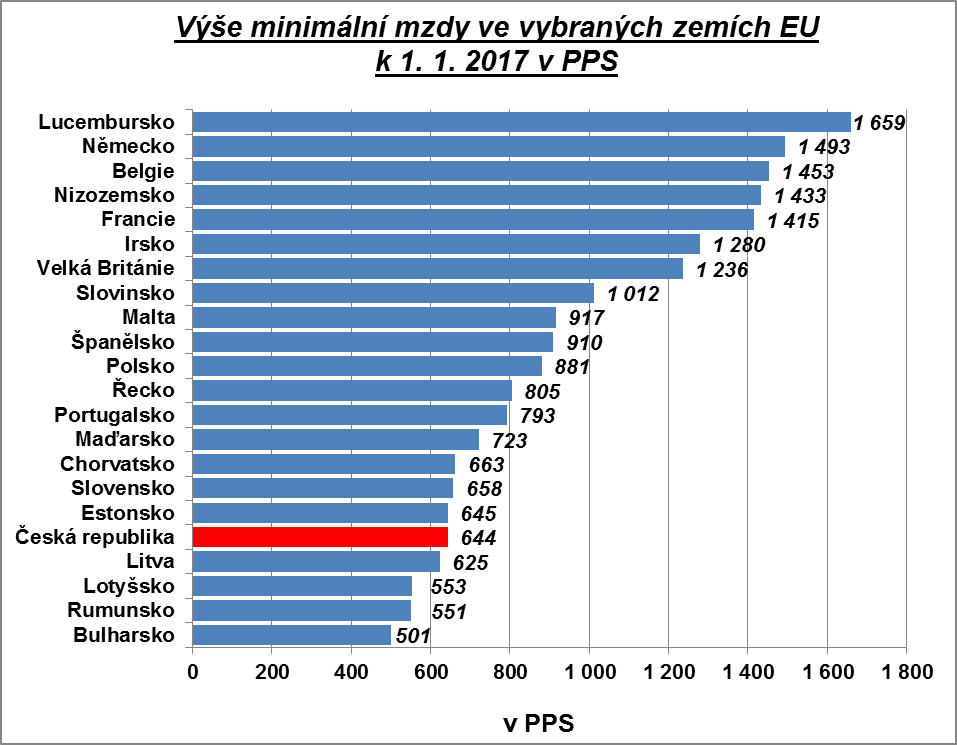 Výše minimální mzdy ve vybraných zemích EU
k 1. 1. 2017 v PPS
Lucembursko 1 659
Německo 1 493
Belgie 1 453
Nizozemsko 1 433
Francie 1 415
Irsko 1 280
Velká Británie 1 236
Slovinsko 1 012
Malta 917
Španělsko 910
Polsko 881
Řecko 805
Portugalsko 793
Maďarsko 723
Chorvatsko 663
Slovensko 658
Estonsko 645
Česká republika 644
Litva 625
Lotyšsko 553
Rumunsko 551
Bulharsko 501
0 200 400 600 800 1 000 1 200 1 400 1 600 1 800
v PPS